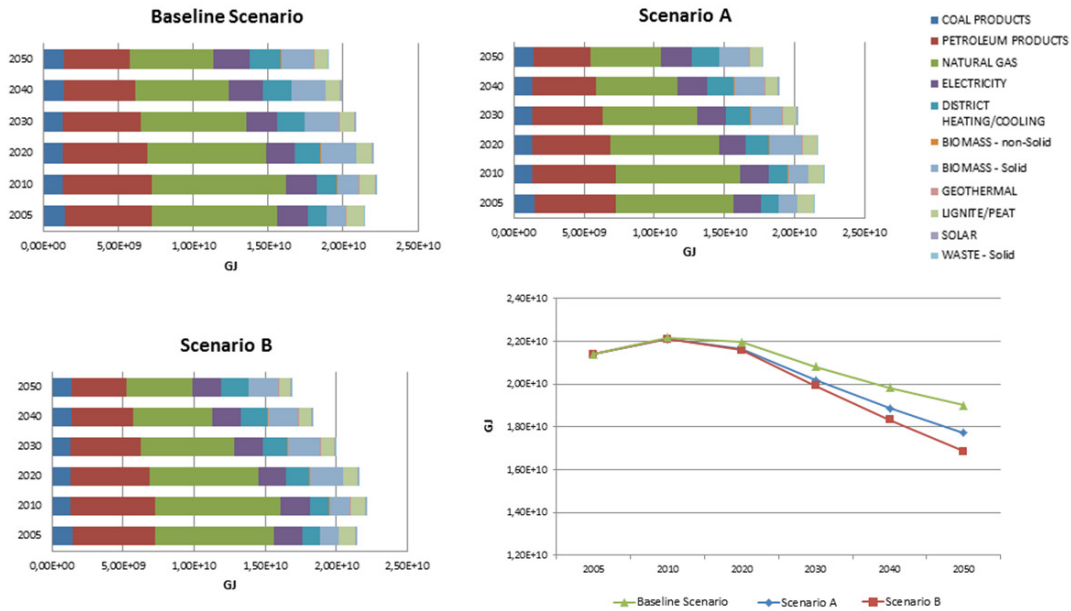 Baseline Scenario
2050
2040
2030
2020
2010
2005
0,00E+00 5,00E+09 1,00E+10 1,50E+10 2,00E+10 2,50E+10
GJ
Scenario A
2050
2040
2030
2020
2010
2005
0,00E+00 5,00E+09 1,00E+10 1,50E+10 2,00E+10 2,50E+10
GJ
COAL PRODUCTS
PETROLEUM PRODUCTS
NATURAL GAS
ELECTRICITY
DISTRICT
HEATING/COOLING
BIOMASS - non-Solid
BIOMASS - Solid
GEOTHERMAL
LIGNITE/PEAT
SOLAR
WASTE - Solid
Scenario B
2050
2040
2030
2020
2010
2005
0,00E+00 5,00E+09 1,00E+10 1,50E+10 2,00E+10 2,50E+10
GJ
2,40E+10
2,20E+10
2,00E+10
1,80E+10
1,60E+10
1,40E+10
1,20E+10
GJ
2005 2010 2020 2030 2040 2050
Baseline Scenario Scenario A Scenario B